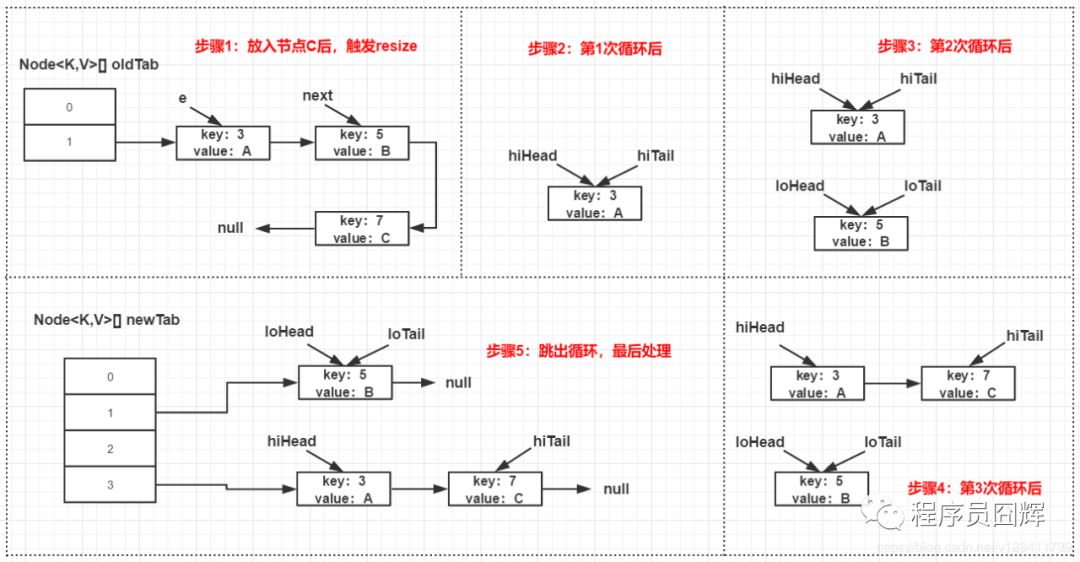 步骤1：放入节点C后，触发resize
Node<K,V>[] oldTab
0
1
e
next
key: 3
value: A
key: 5
value: B
key: 7
value: C
null
步骤2：第1次循环后
hiHead
hiTail
key: 3
value: A
步骤3：第2次循环后
hiHead
hiTail
key: 3
value: A
loHead
loTail
key: 5
value: B
Node<K,V>[] newTab
0
1
2
3
步骤5：跳出循环，最后处理
loHead
loTail
key: 5
value: B
null
hiHead
hiTail
key: 3
value: A
key: 7
value: C
null
hiHead
hiTail
key: 3
value: A
key: 7
value: C
loHead
loTail
key: 5
value: B
步骤4：第3次循环后
程序员囧辉